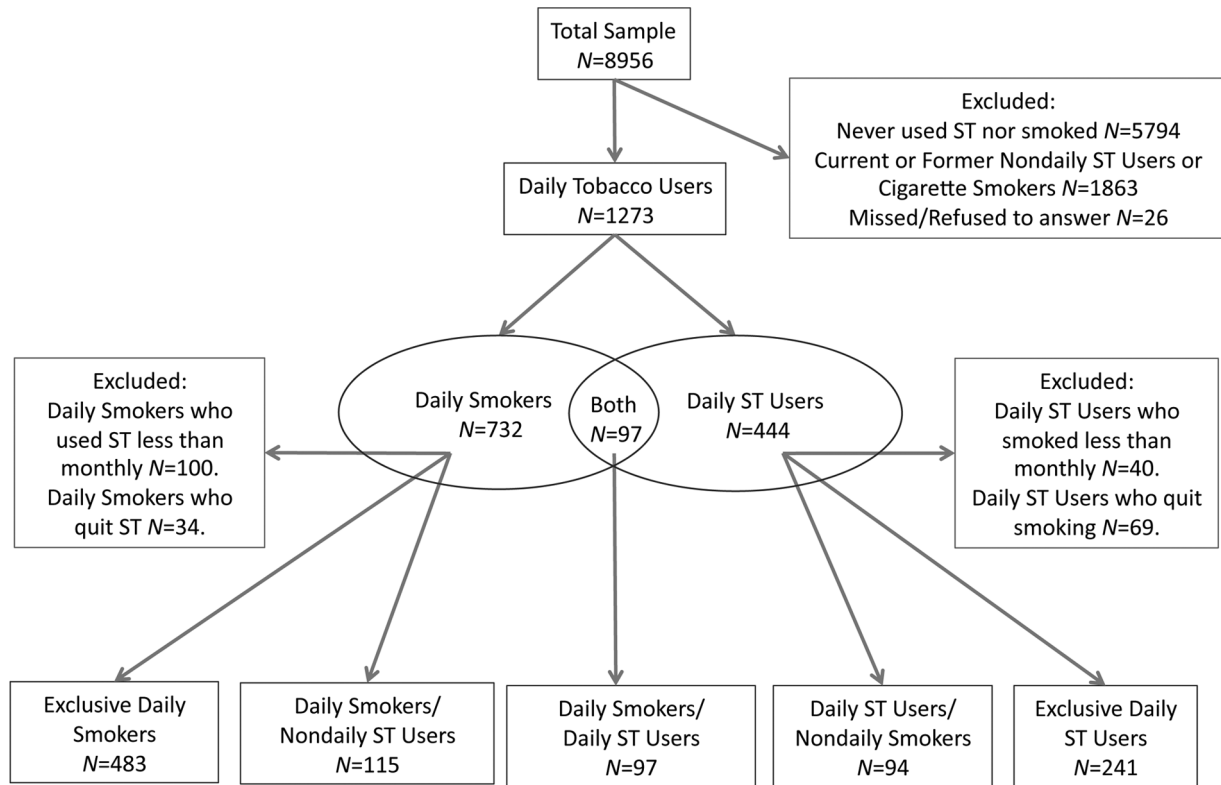 Total Sample
N=8956
Excluded:
Never used ST nor smoked N=5794
Current or Former Nondaily ST Users or
Cigarette Smokers N=1863
Missed/Refused to answer N=26
Daily Tobacco Users
N=1273
Excluded:
Daily Smokers who
used ST less than
monthly N=100.
Daily Smokers who
quit ST N=34.
Daily Smokers
N=732
Both
N=97
Daily ST Users
N=444
Excluded:
Daily ST Users who
smoked less than
monthly N=40.
Daily ST Users who quit
smoking N=69.
Exclusive Daily
Smokers
N=483
Daily Smokers/
Nondaily ST Users
N=115
Daily Smokers/
Daily ST Users
N=97
Daily ST Users/
Nondaily Smokers
N=94
Exclusive Daily
ST Users
N=241